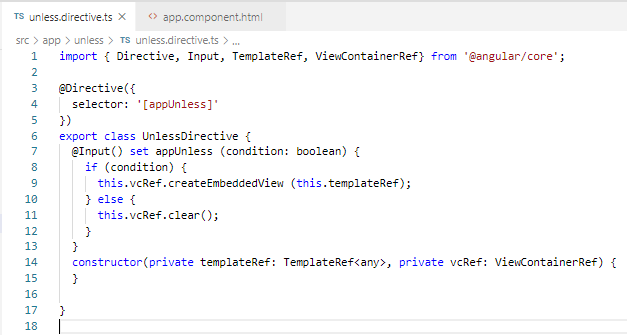 TS unless.directive.ts × <> app.component.html
src > app > unless > TS unless.directive.ts > ...
1 import { Directive, Input, TemplateRef, ViewContainerRef} from '@angular/core';
2
3 @Directive({
4   selector: '[appUnless]'
5 })
6 export class UnlessDirective {
7   @Input() set appUnless (condition: boolean) {
8     if (condition) {
9       this.vcRef.createEmbeddedView (this.templateRef);
10     } else {
11       this.vcRef.clear();
12     }
13   }
14   constructor(private templateRef: TemplateRef<any>, private vcRef: ViewContainerRef) {
15   }
16
17 }
18